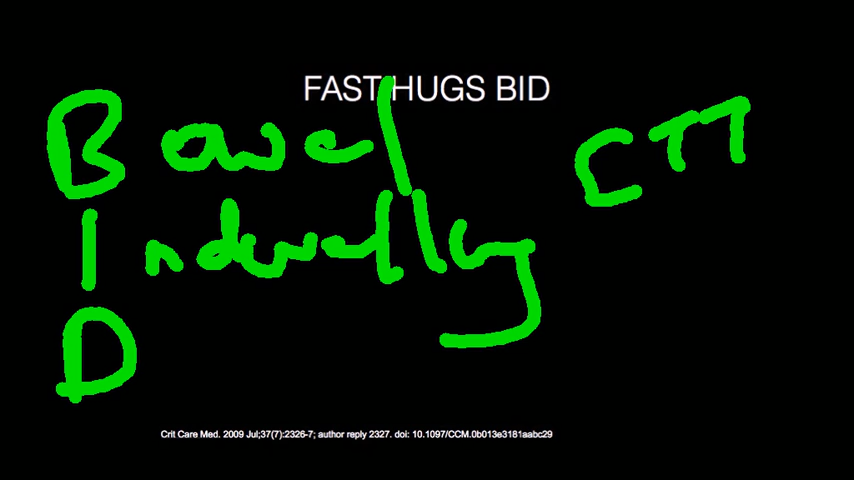 FAST HUGS BID
Bowel
Indwelling
D
Crit Care Med. 2009 Jul;37(7):2326-7; author reply 2327. doi: 10.1097/CCM.0b013e3181aabc29